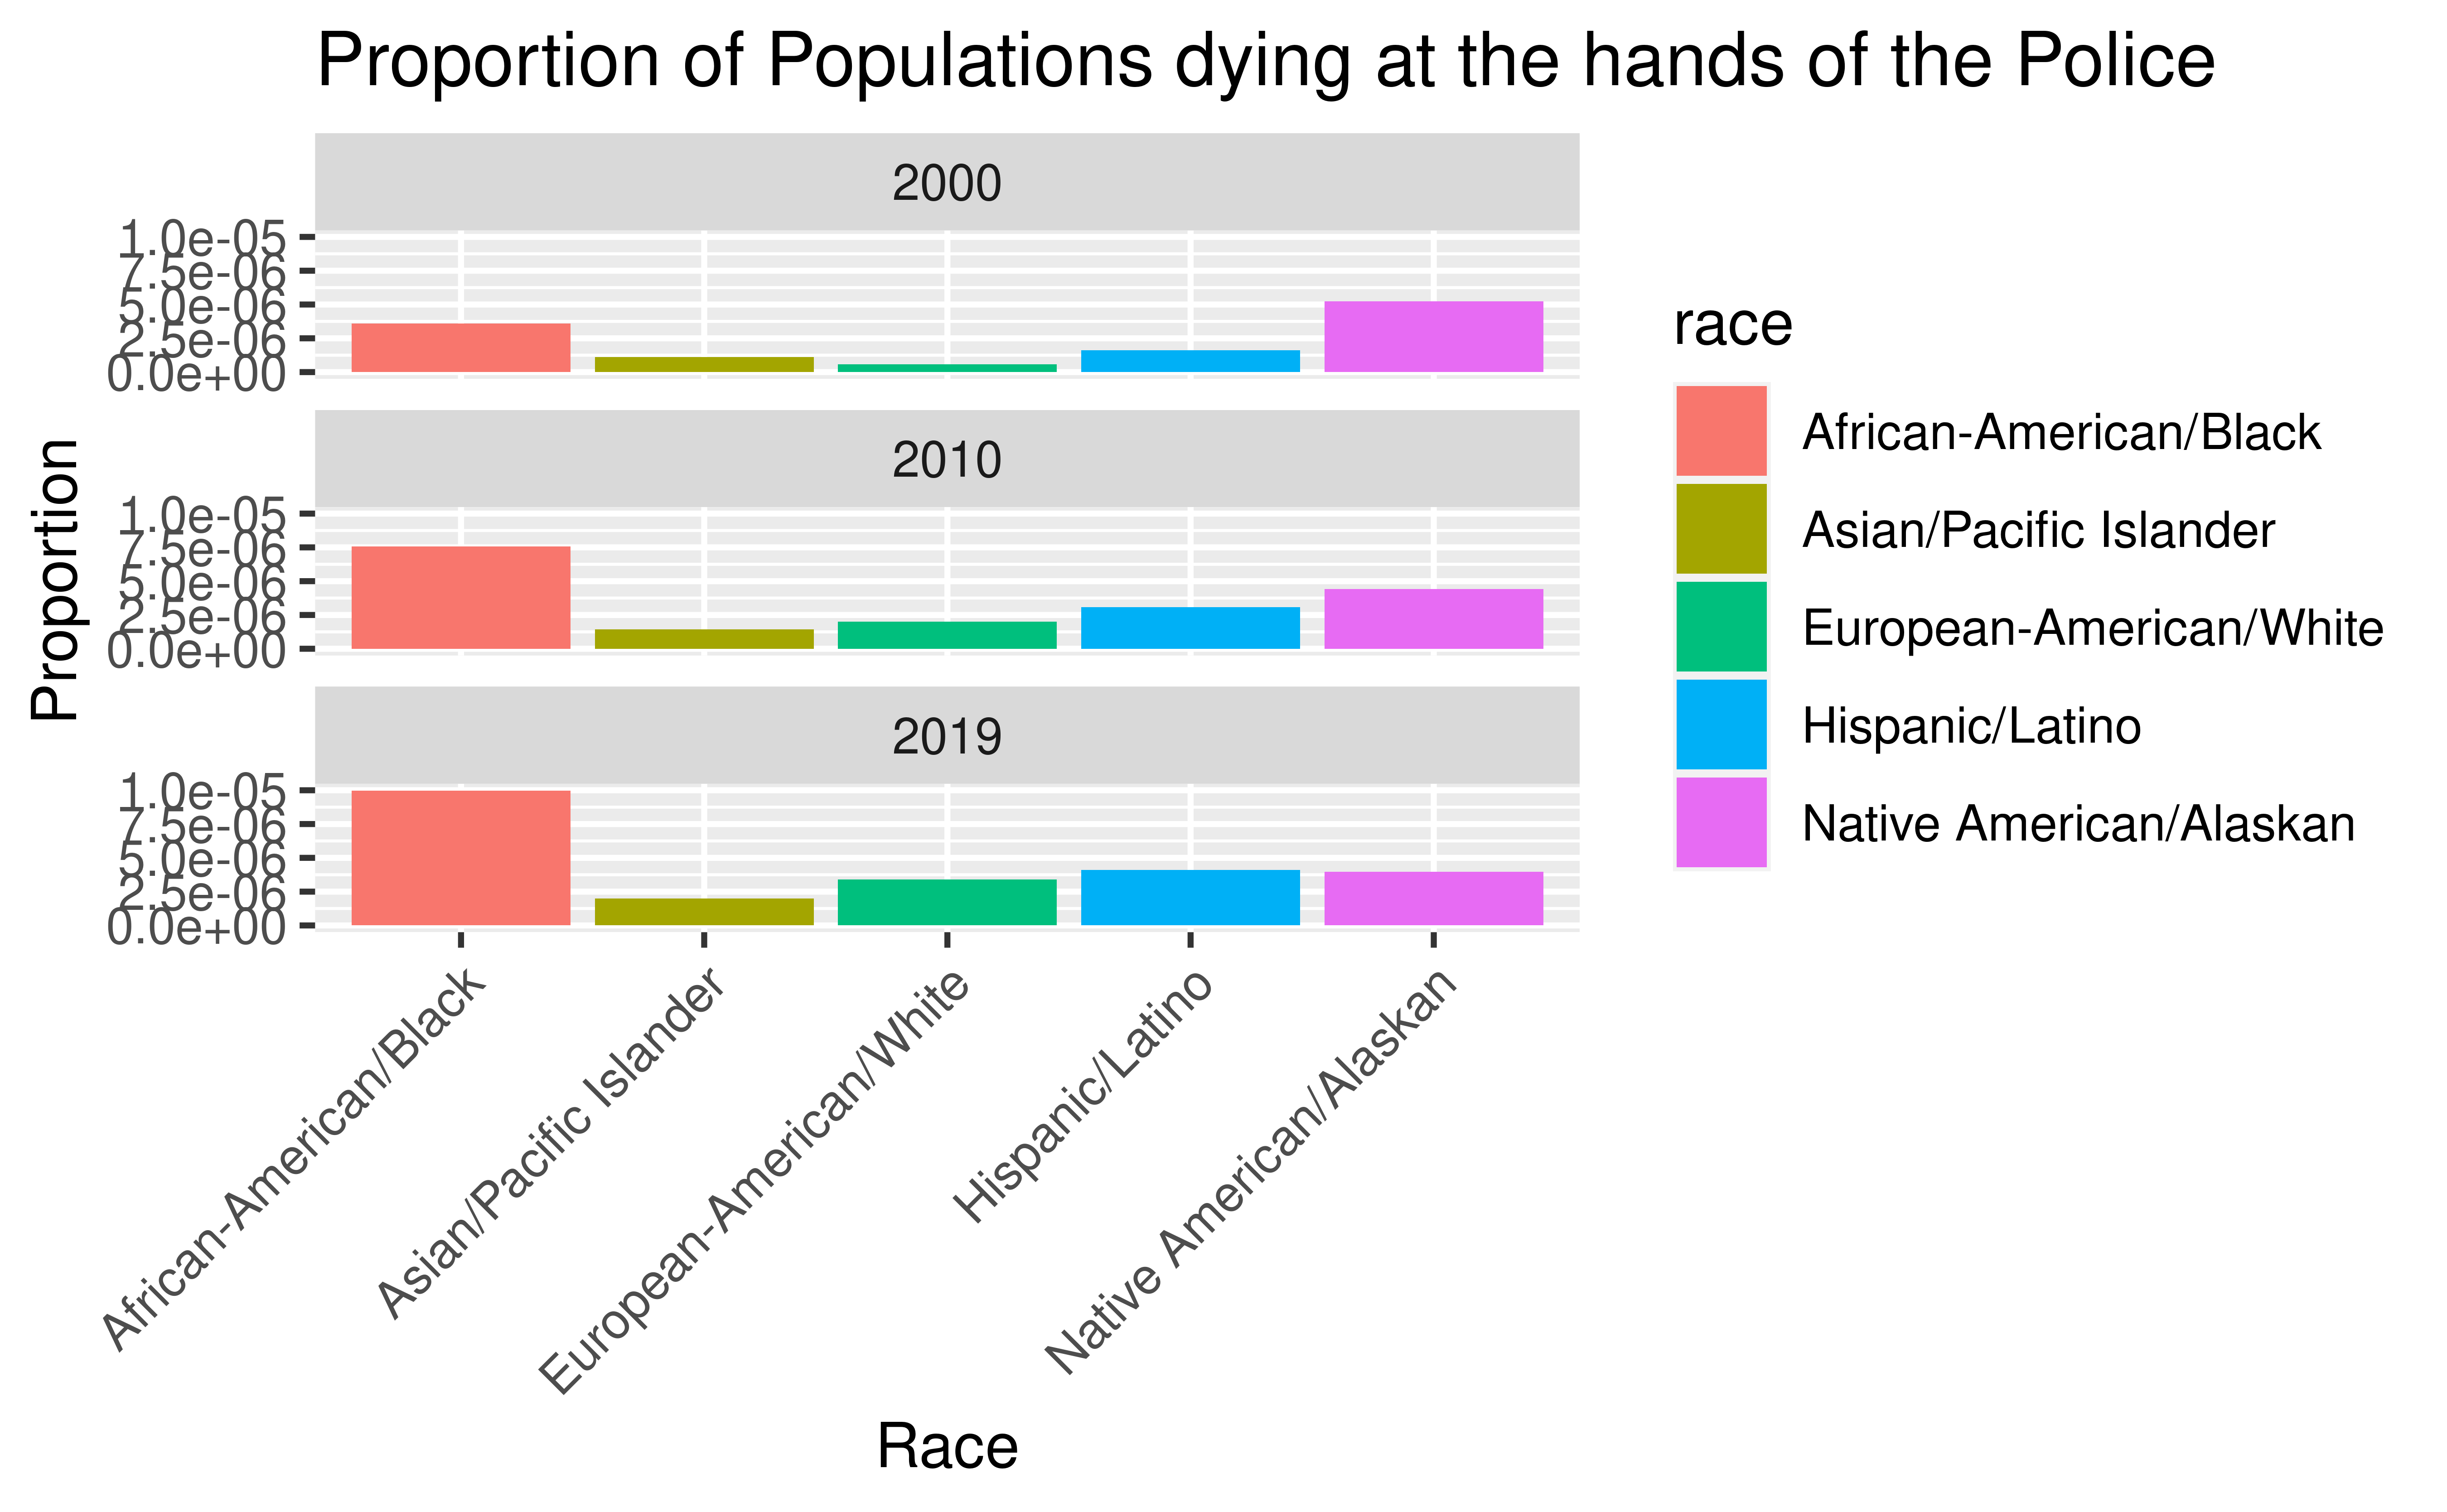 Proportion of Populations dying at the hands of the Police
Proportion
2000
1.0e-05
7.5e-06
5.0e-06
2.5e-06
0.0e+00
2010
1.0e-05
7.5e-06
5.0e-06
2.5e-06
0.0e+00
2019
1.0e-05
7.5e-06
5.0e-06
2.5e-06
0.0e+00
African-American/Black
Asian/Pacific Islander
European-American/White
Hispanic/Latino
Native American/Alaskan
Race
race
African-American/Black
Asian/Pacific Islander
European-American/White
Hispanic/Latino
Native American/Alaskan